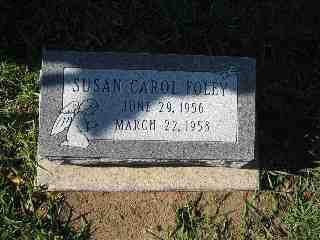 SUSAN CAROL FOLEY
JUNE 29, 1956
MARCH 22, 1958